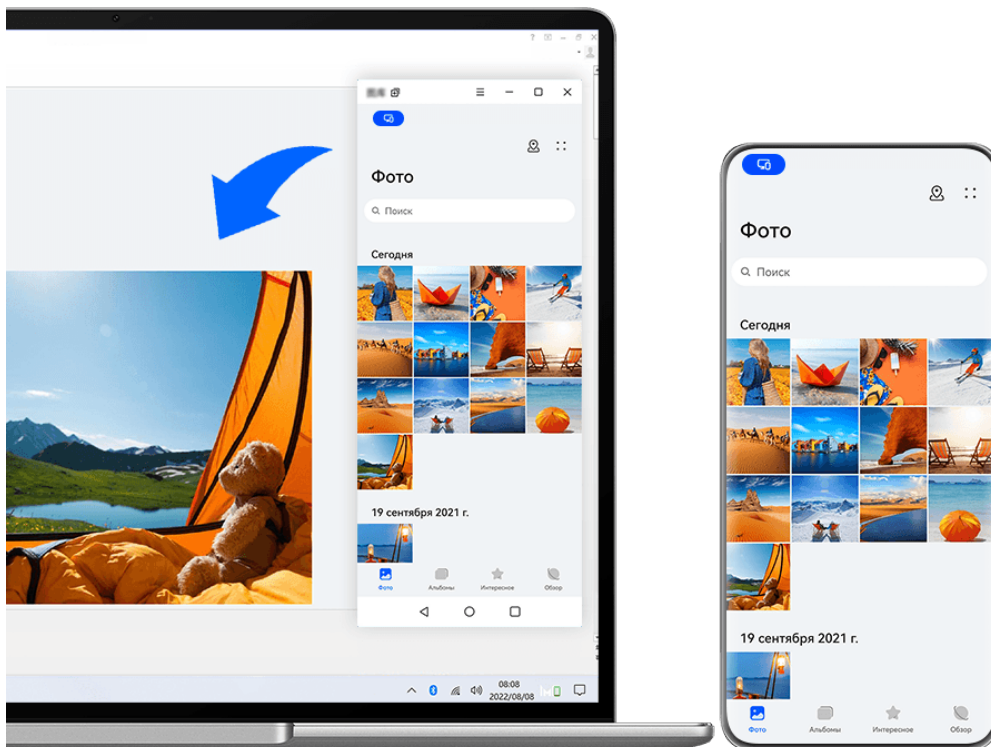 Фото
Поиск
Сегодня
19 сентября 2021 г.
Фото
Альбомы
Интересное
Обзор
08:08
2022/08/08
Фото
Поиск
Сегодня
19 сентября 2021 г.
Фото
Альбомы
Интересное
Обзор